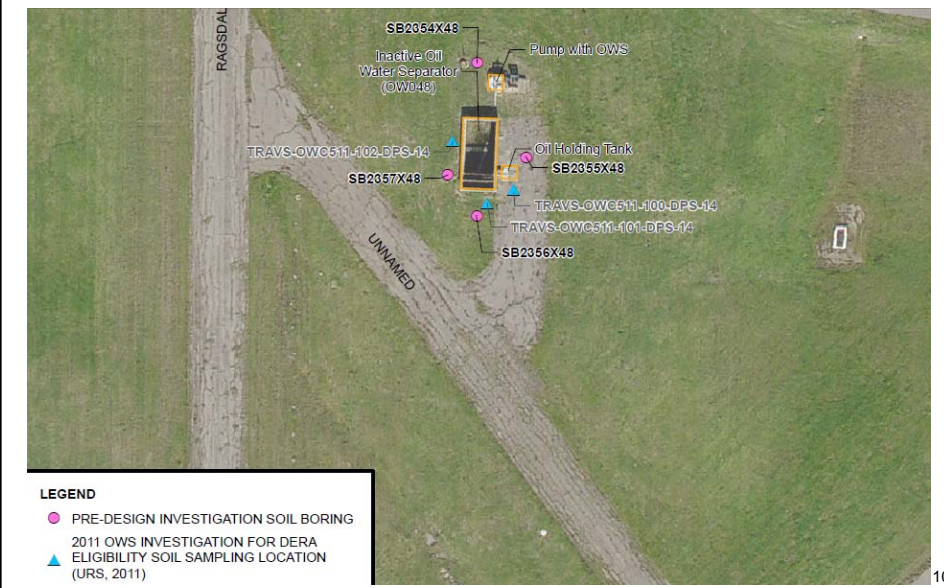 SB2354X48
RAGSDAL
Inactive Oil
Water Separator
(OW048)
Pump with OWS
TRAVS-OWC511-102-DPS-14
Oil Holding Tank
SB2357X48
SB2355X48
TRAVS-OWC511-100-DPS-14
TRAVS-OWC511-101-DPS-14
SB2356X48
UNNAMED
LEGEND
PRE-DESIGN INVESTIGATION SOIL BORING
2011 OWS INVESTIGATION FOR DERA
ELIGIBILITY SOIL SAMPLING LOCATION
(URS, 2011)